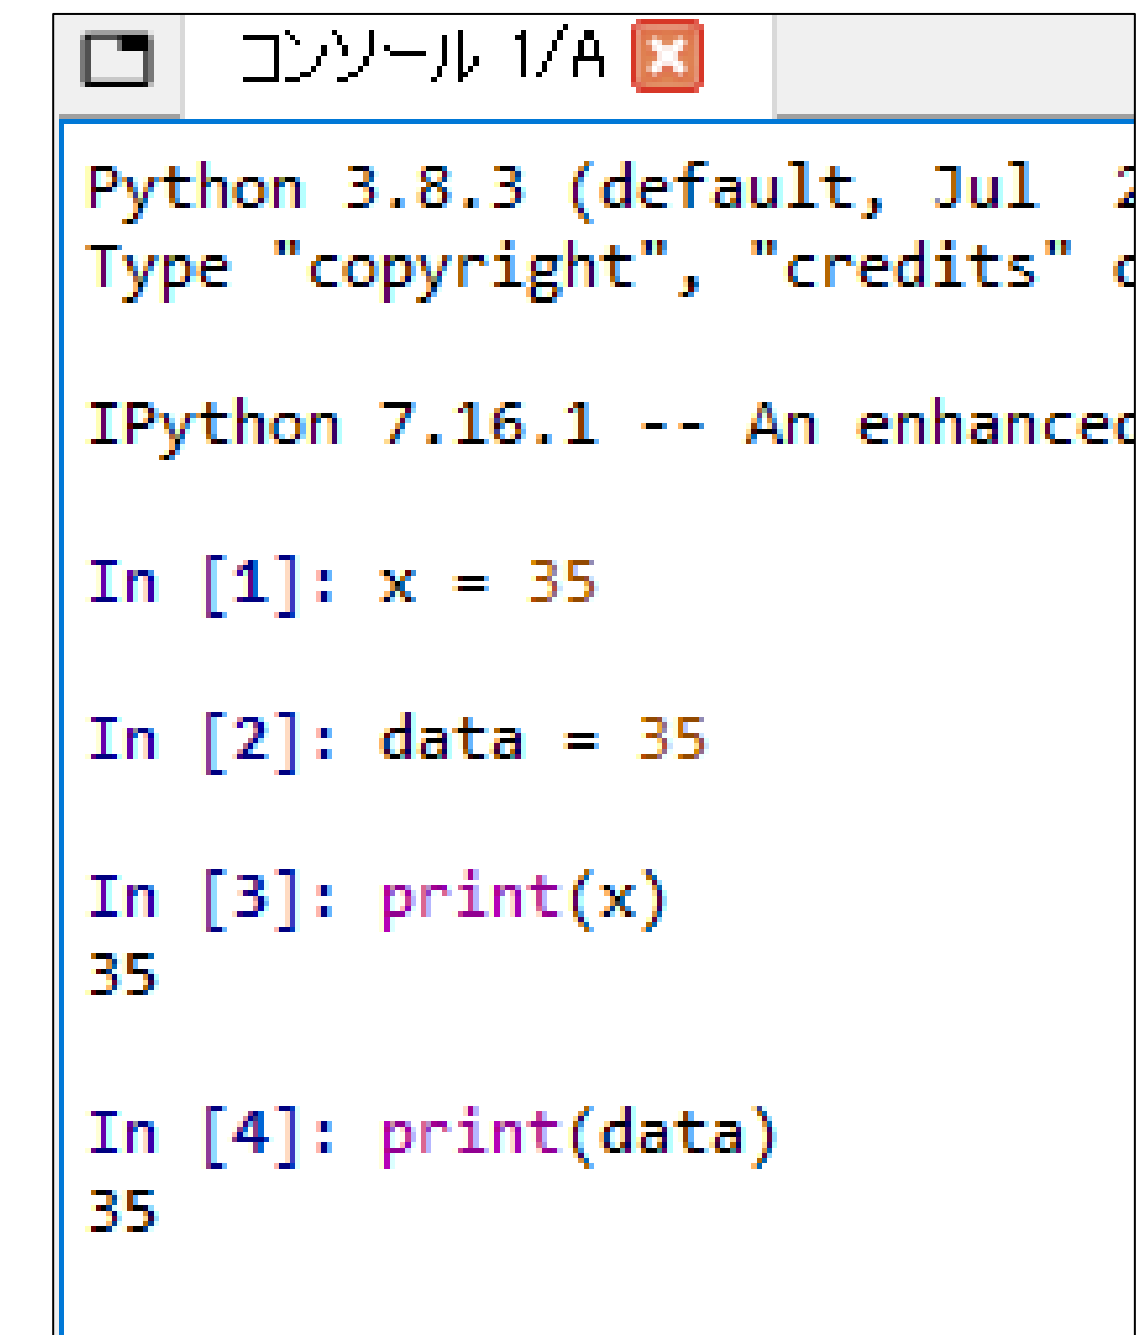 コンソール 1/A
Python 3.8.3 (default, Jul
Type "copyright", "credits"
IPython 7.16.1 -- An enhanced
In [1]: x = 35
In [2]: data = 35
In [3]: print(x)
35
In [4]: print(data)
35